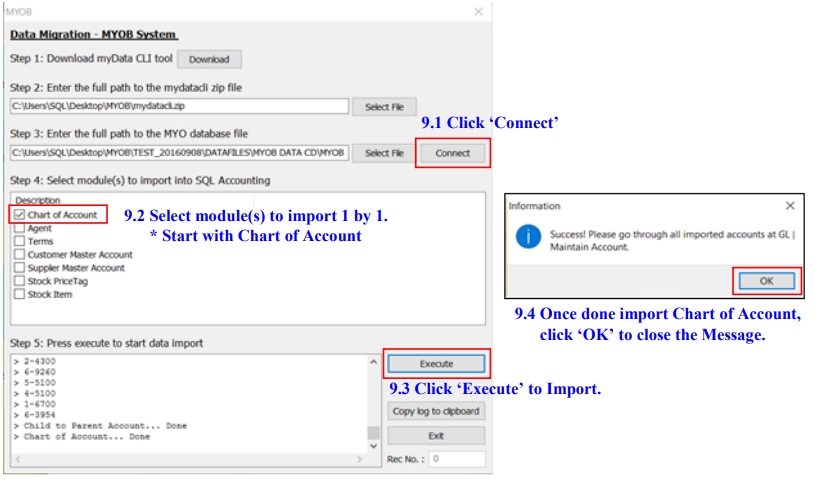 MYOB
Data Migration - MYOB System
Step 1: Download myData CLI tool
Download
Step 2: Enter the full path to the mydatacli zip file
C:\Users\SQL\Desktop\MYOB\mydatacli.zip
Select File
9.1 Click ‘Connect’
Step 3: Enter the full path to the MYO database file
C:\Users\SQL\Desktop\MYOB\TEST_20160908\DATAFILES\MYOB DATA CD\MYOB
Select File
Connect
Step 4: Select module(s) to import into SQL Accounting
Description
Chart of Account
Agent
Terms
Customer Master Account
Suppler Master Account
Stock PriceTag
Stock Item
9.2 Select module(s) to import 1 by 1.
* Start with Chart of Account
Information
Success! Please go through all imported accounts at GL |
Maintain Account.
OK
9.4 Once done import Chart of Account,
click ‘OK’ to close the Message.
Step 5: Press execute to start data import
> 2-4300
> 6-9260
> 5-5100
> 4-5100
> 1-6700
> 6-3954
> Child to Parent Account... Done
> Chart of Account... Done
Execute
9.3 Click ‘Execute’ to Import.
Copy log to clipboard
Exit
Rec No. : 0